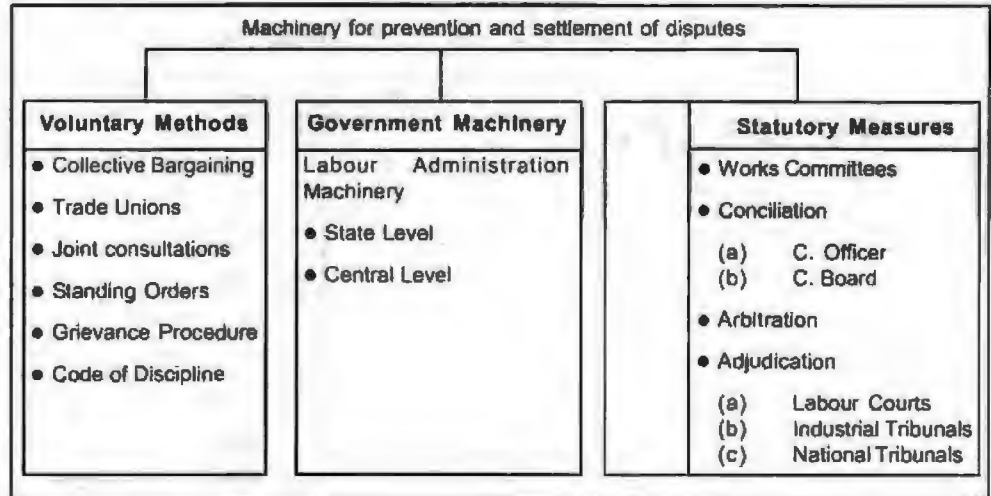 Machinery for prevention and settlement of disputes
Voluntary Methods
● Collective Bargaining
● Trade Unions
● Joint consultations
● Standing Orders
● Grievance Procedure
● Code of Discipline
Government Machinery
Labour Administration
Machinery
● State Level
● Central Level
Statutory Measures
● Works Committees
● Conciliation
(a) C. Officer
(b) C. Board
● Arbitration
● Adjudication
(a) Labour Courts
(b) Industrial Tribunals
(c) National Tribunals